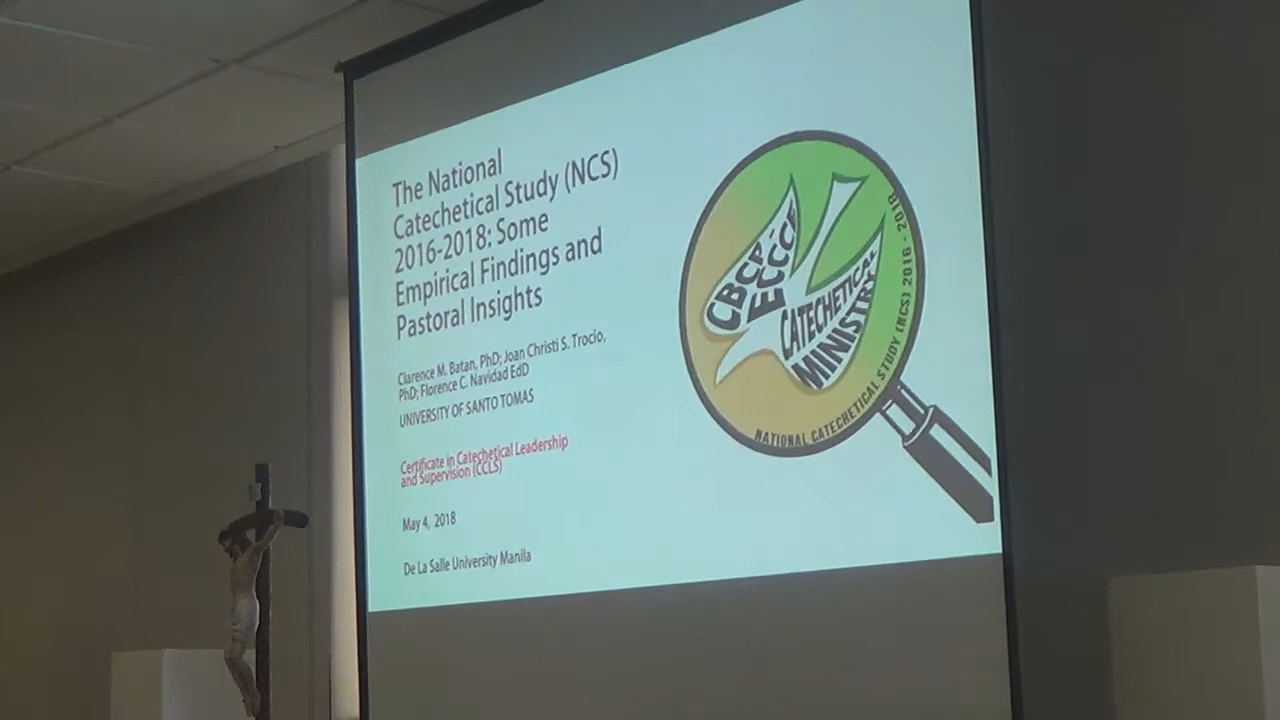 The National
Catechetical Study (NCS)
2016-2018: Some
Empirical Findings and
Pastoral Insights
Clarence M. Batan, PhD; Joan Christi S. Trocio,
PhD; Florence C. Navidad EdD
UNIVERSITY OF SANTO TOMAS
Certificate in Catechetical Leadership
and Supervision (CCLS)
May 4, 2018
De La Salle University Manila
CBCP-
ECCCE
CATECHETICAL
MINISTRY
NATIONAL CATECHETICAL STUDY (NCS) 2016 - 2018